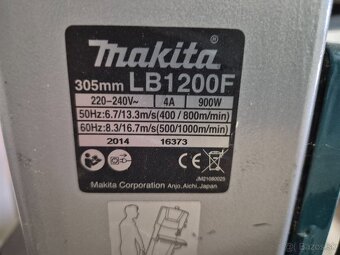 makita
305mm LB1200F
220-240V~ 4A 900W
50Hz:6.7/13.3m/s(400/800m/min)
60Hz:8.3/16.7m/s(500/1000m/min)
2014 16373
JM21080025
Makita Corporation Anjo, Aichi, Japan